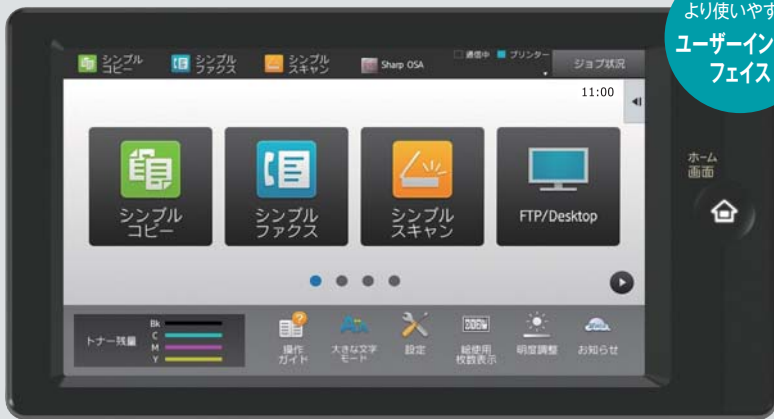 より使いやす
ユーザーイン
フェイス
シンプル
コピー
シンプル
ファクス
シンプル
スキャン
Sharp OSA
通信中
プリンター
ジョブ状況
11:00
シンプル
コピー
シンプル
ファクス
シンプル
スキャン
FTP/Desktop
ホーム
画面
トナー残量
Bk
C
M
Y
操作
ガイド
大きな文字
モード
設定
総使用
枚数表示
明度調整
お知らせ